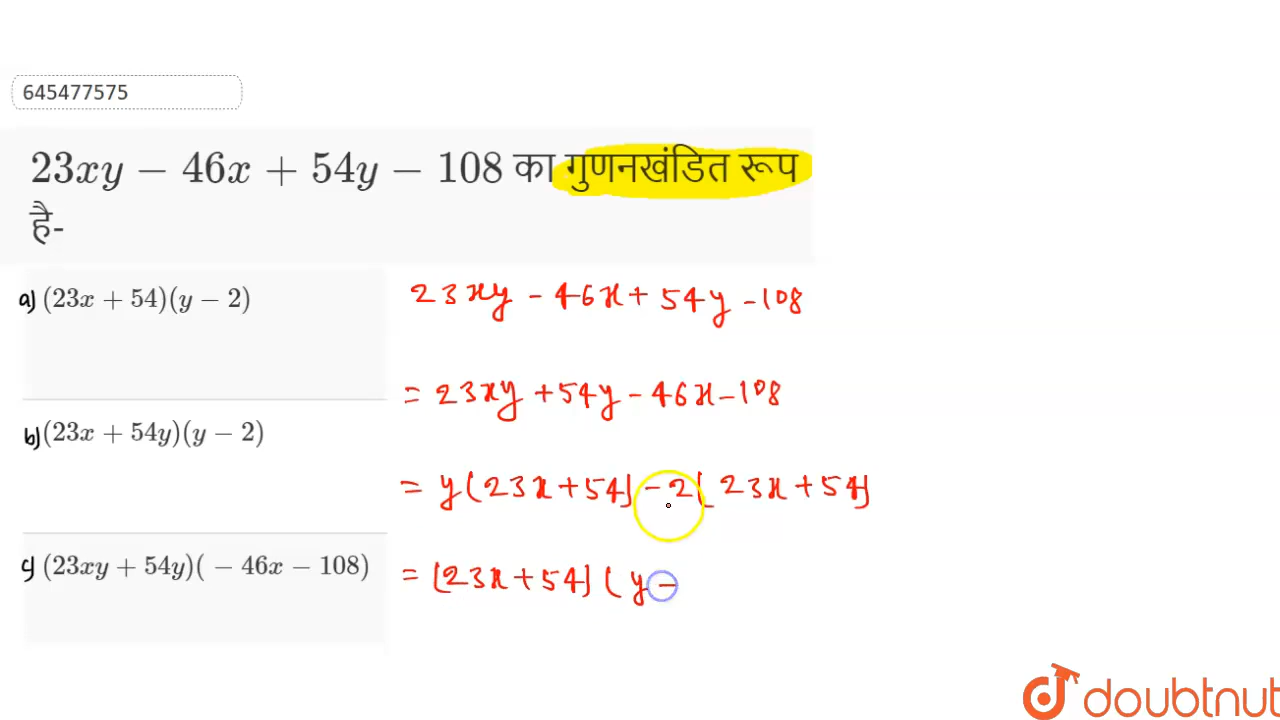 645477575
23xy − 46x + 54y − 108 का गुणनखंडित रूप
है-
a) (23x + 54)(y − 2)
23xy - 46x + 54y - 108
= 23xy + 54y - 46x - 108
b) (23x + 54y)(y − 2)
= y(23x+54) - 2(23x+54)
c) (23xy + 54y)( − 46x − 108)
= (23x+54) ( y -
doubtnut